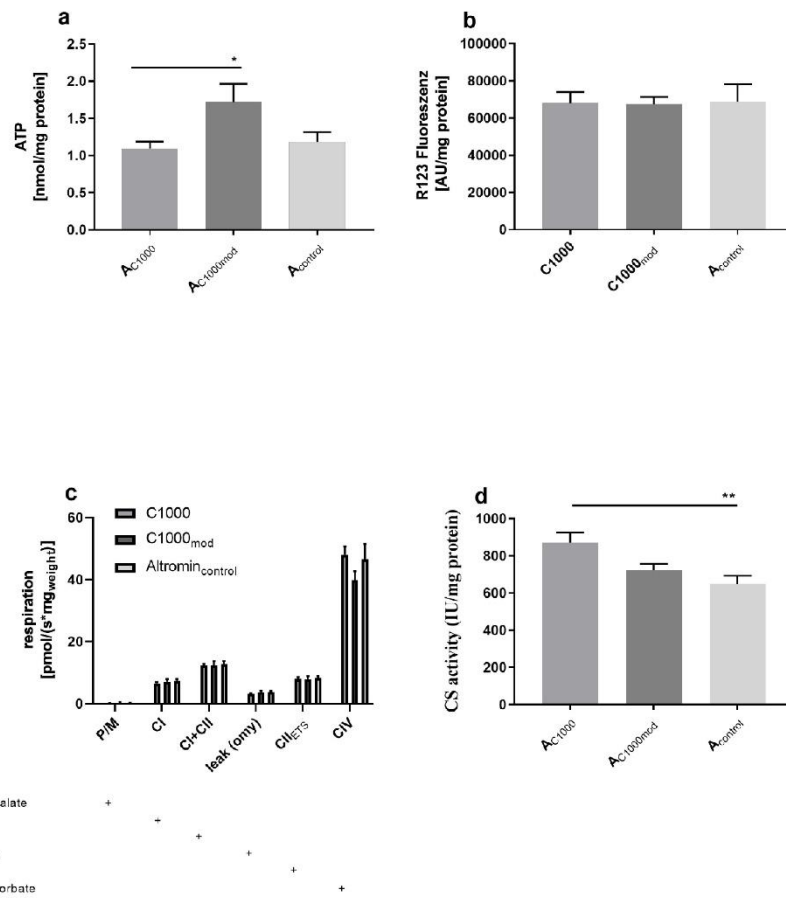 a
2.5
2.0
1.5
1.0
0.5
0.0
ATP
[nmol/mg protein]
*
AC1000
AC1000mod
Acontrol
b
100000
80000
60000
40000
20000
0
R123 Fluoreszenz
[AU/mg protein]
C1000
C1000mod
Acontrol
c
C1000
C1000mod
Altromincontrol
60
40
20
0
respiration
[pmol/(s*mgweight)]
P/M
CI
CI+CII
leak (omy)
CIIETS
CIV
alate +
+
+
+
+
orbate +
d
**
1000
800
600
400
200
0
CS activity (IU/mg protein)
AC1000
AC1000mod
Acontrol